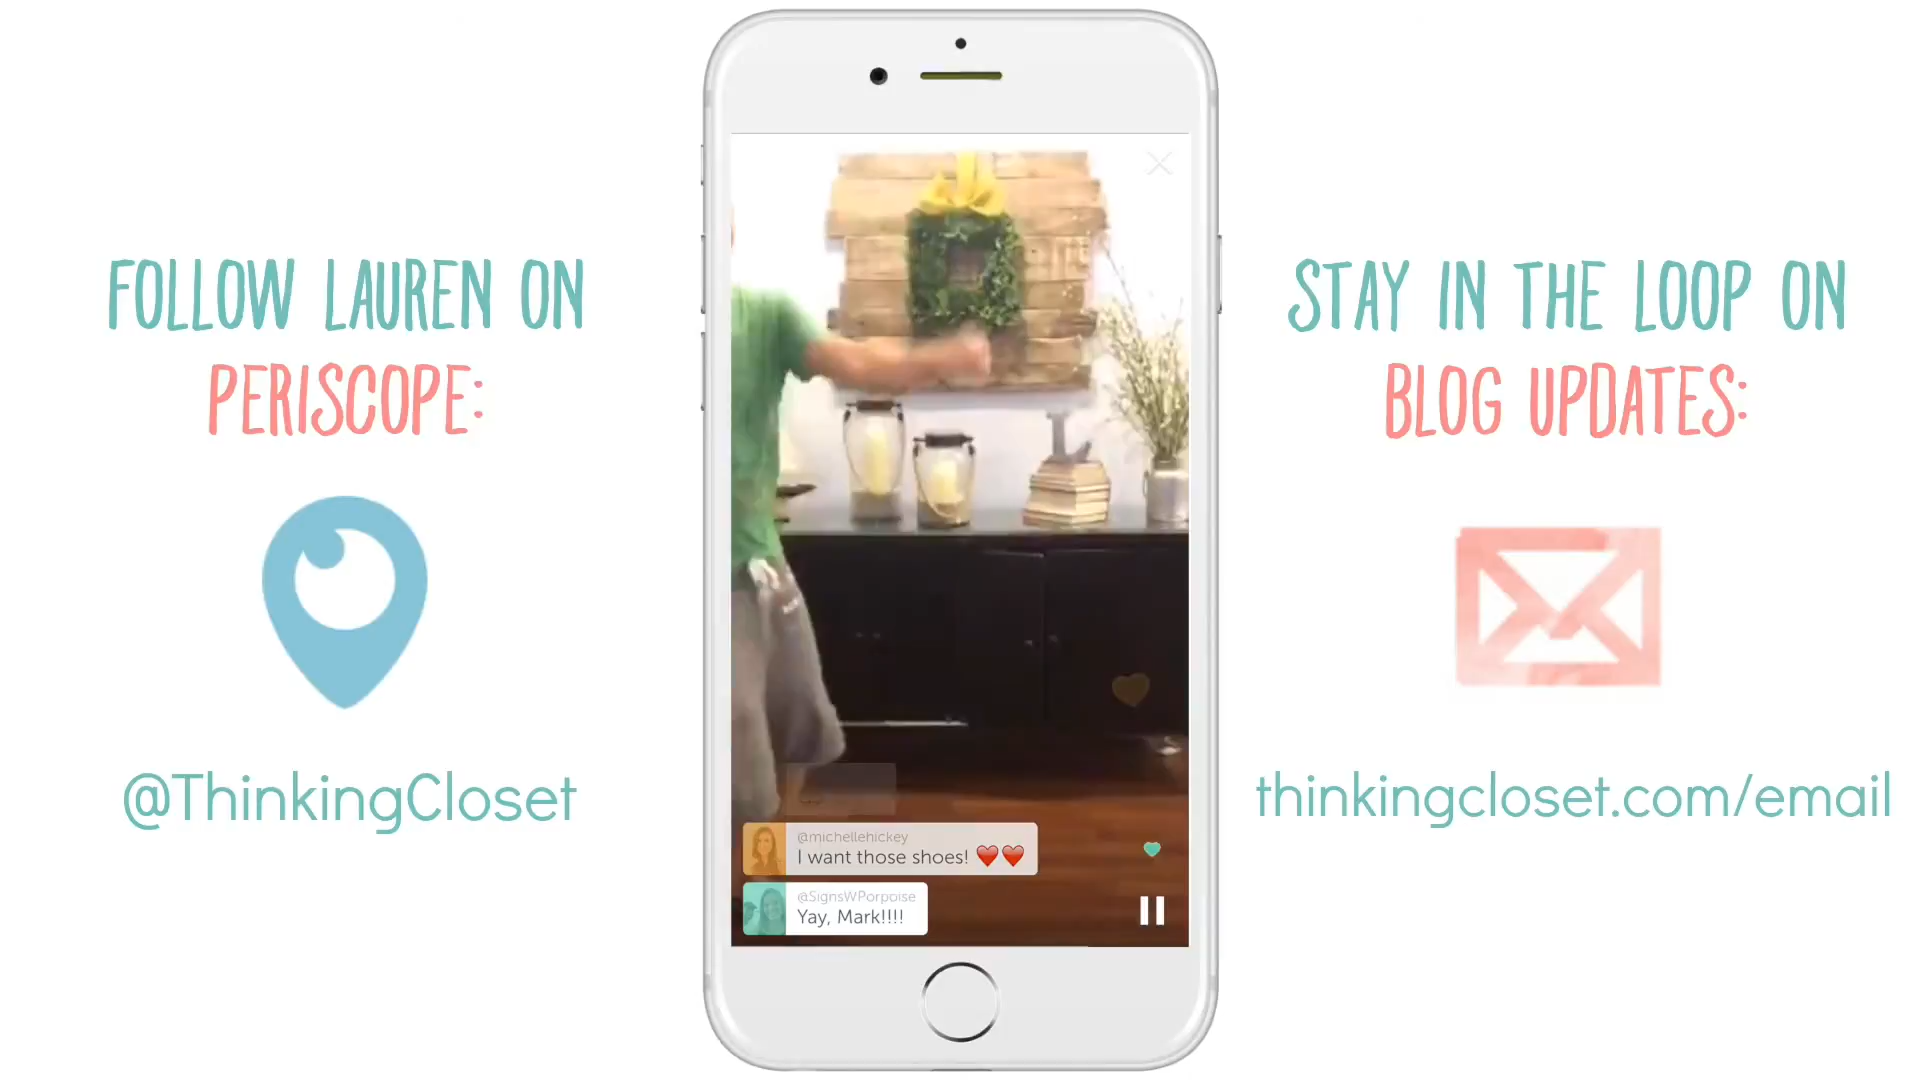 FOLLOW LAUREN ON
PERISCOPE:
@ThinkingCloset
@michellehickey
I want those shoes! ❤️❤️
@SignsWPorpoise
Yay, Mark!!!!
STAY IN THE LOOP ON
BLOG UPDATES:
thinkingcloset.com/email